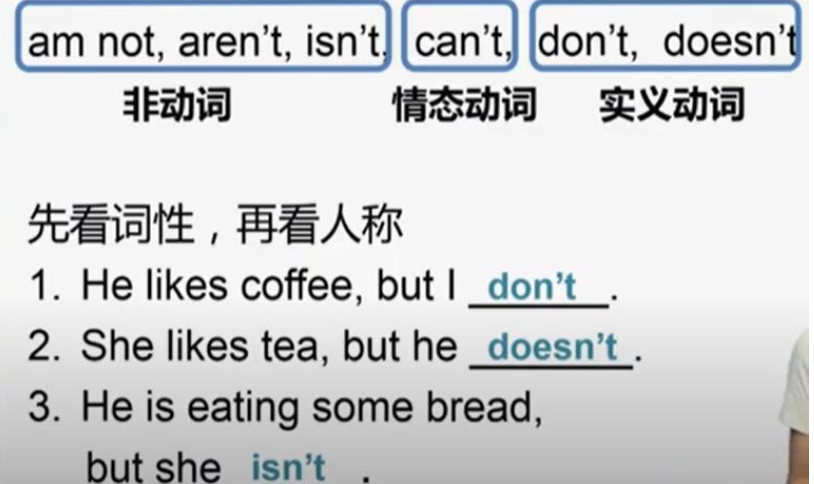 am not, aren't, isn't, can't, don't, doesn't
非动词 情态动词 实义动词
先看词性，再看人称
1. He likes coffee, but I don't .
2. She likes tea, but he doesn't .
3. He is eating some bread,
but she isn't .